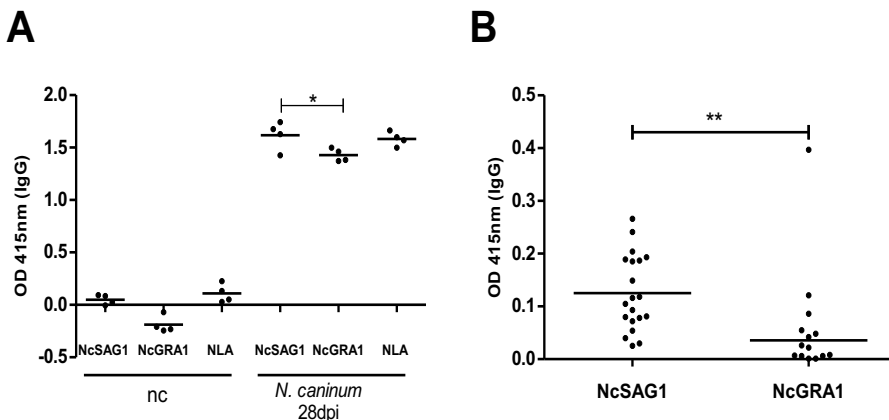 A
OD 415nm (IgG)
2.0
1.5
1.0
0.5
0.0
-0.5
*
NcSAG1 NcGRA1 NLA NcSAG1 NcGRA1 NLA
nc
N. caninum
28dpi
B
OD 415nm (IgG)
0.5
0.4
0.3
0.2
0.1
0.0
**
NcSAG1 NcGRA1